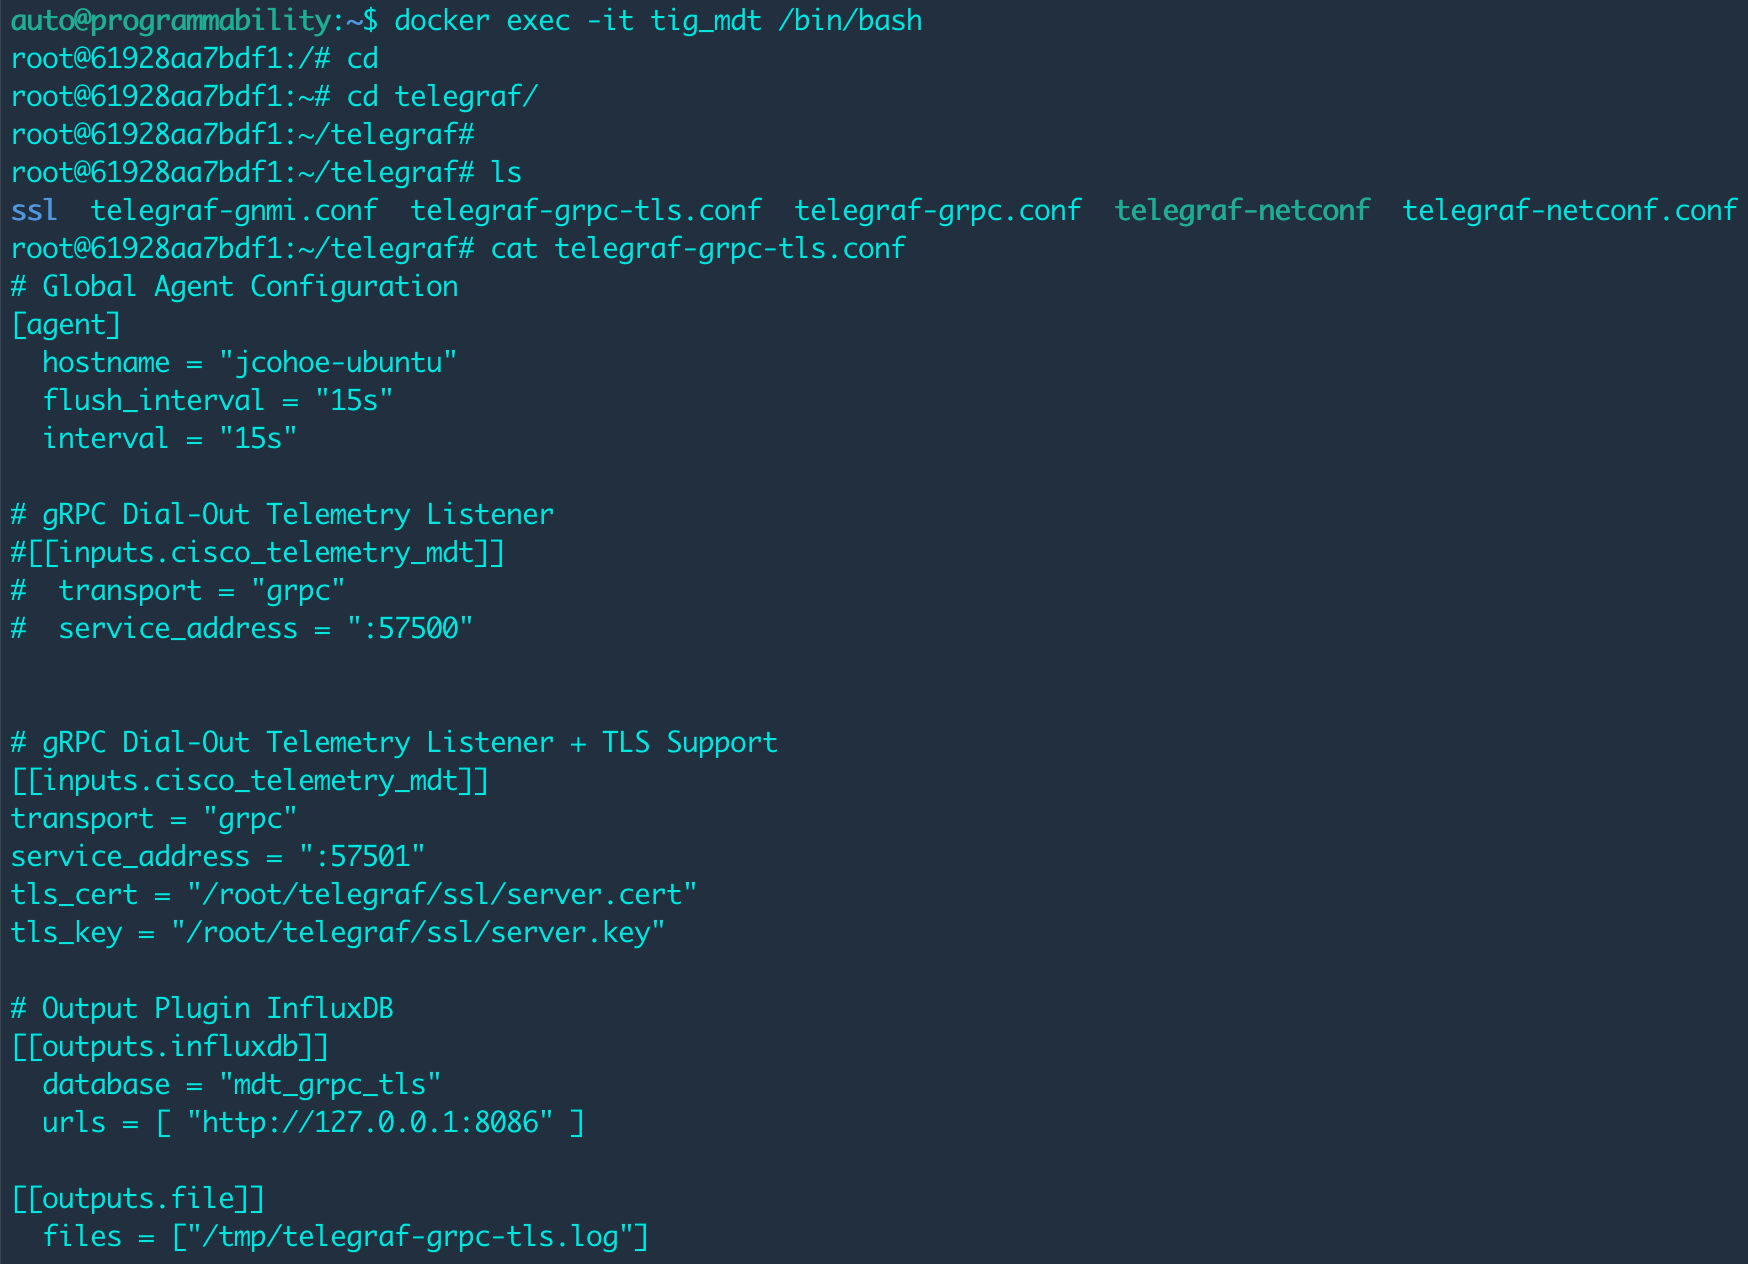 auto@programmability:~$ docker exec -it tig_mdt /bin/bash
root@61928aa7bdf1:/# cd
root@61928aa7bdf1:~# cd telegraf/
root@61928aa7bdf1:~/telegraf#
root@61928aa7bdf1:~/telegraf# ls
ssl  telegraf-gnmi.conf  telegraf-grpc-tls.conf  telegraf-grpc.conf  telegraf-netconf  telegraf-netconf.conf
root@61928aa7bdf1:~/telegraf# cat telegraf-grpc-tls.conf
# Global Agent Configuration
[agent]
  hostname = "jcohoe-ubuntu"
  flush_interval = "15s"
  interval = "15s"

# gRPC Dial-Out Telemetry Listener
#[[inputs.cisco_telemetry_mdt]]
#  transport = "grpc"
#  service_address = ":57500"


# gRPC Dial-Out Telemetry Listener + TLS Support
[[inputs.cisco_telemetry_mdt]]
transport = "grpc"
service_address = ":57501"
tls_cert = "/root/telegraf/ssl/server.cert"
tls_key = "/root/telegraf/ssl/server.key"

# Output Plugin InfluxDB
[[outputs.influxdb]]
  database = "mdt_grpc_tls"
  urls = [ "http://127.0.0.1:8086" ]

[[outputs.file]]
  files = ["/tmp/telegraf-grpc-tls.log"]